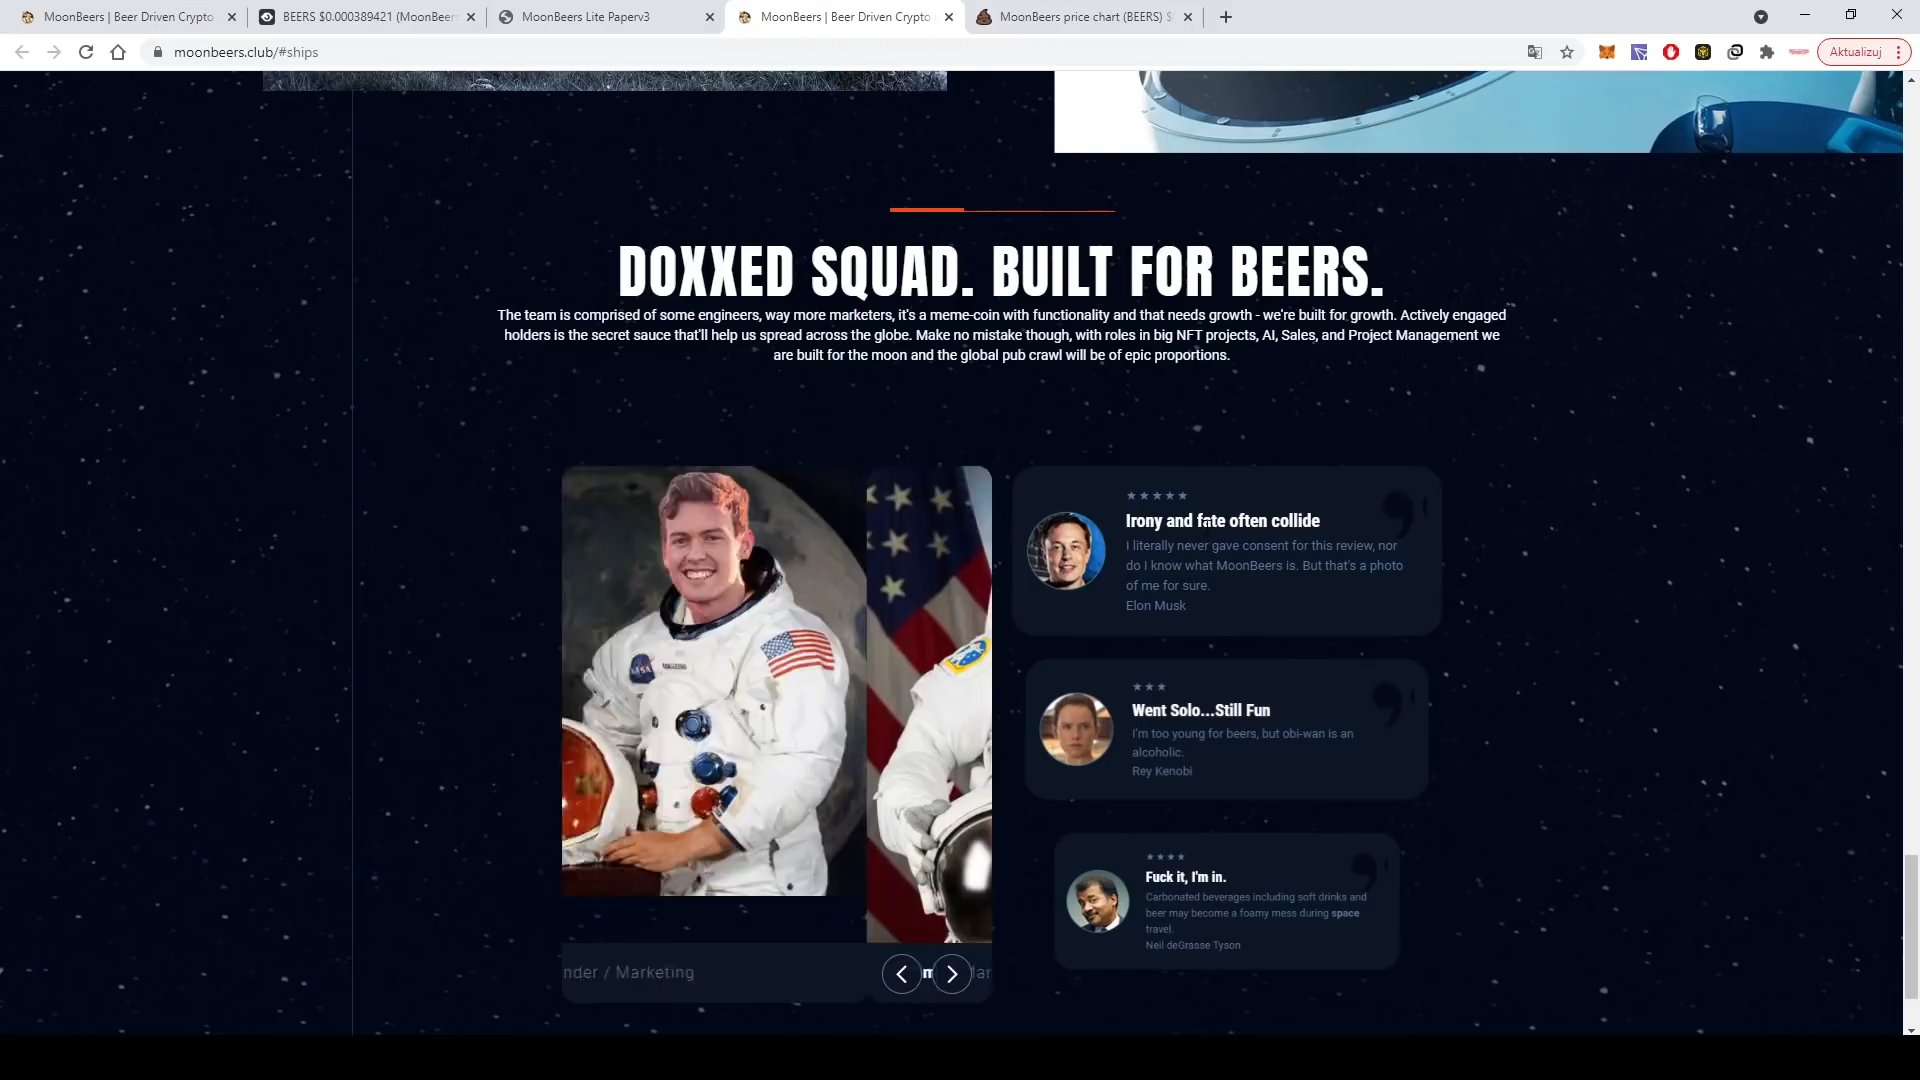 MoonBeers | Beer Driven Crypto
BEERS $0.000389421 (MoonBeers
MoonBeers Lite Paperv3
MoonBeers | Beer Driven Crypto
MoonBeers price chart (BEERS) $
moonbeers.club/#ships
Aktualizuj
DOXXED SQUAD. BUILT FOR BEERS.
The team is comprised of some engineers, way more marketers, it's a meme-coin with functionality and that needs growth - we're built for growth. Actively engaged
holders is the secret sauce that'll help us spread across the globe. Make no mistake though, with roles in big NFT projects, AI, Sales, and Project Management we
are built for the moon and the global pub crawl will be of epic proportions.
NASA
nder / Marketing
Irony and fate often collide
I literally never gave consent for this review, nor
do I know what MoonBeers is. But that's a photo
of me for sure.
Elon Musk
Went Solo...Still Fun
I'm too young for beers, but obi-wan is an
alcoholic.
Rey Kenobi
Fuck it, I'm in.
Carbonated beverages including soft drinks and
beer may become a foamy mess during space
travel.
Neil deGrasse Tyson